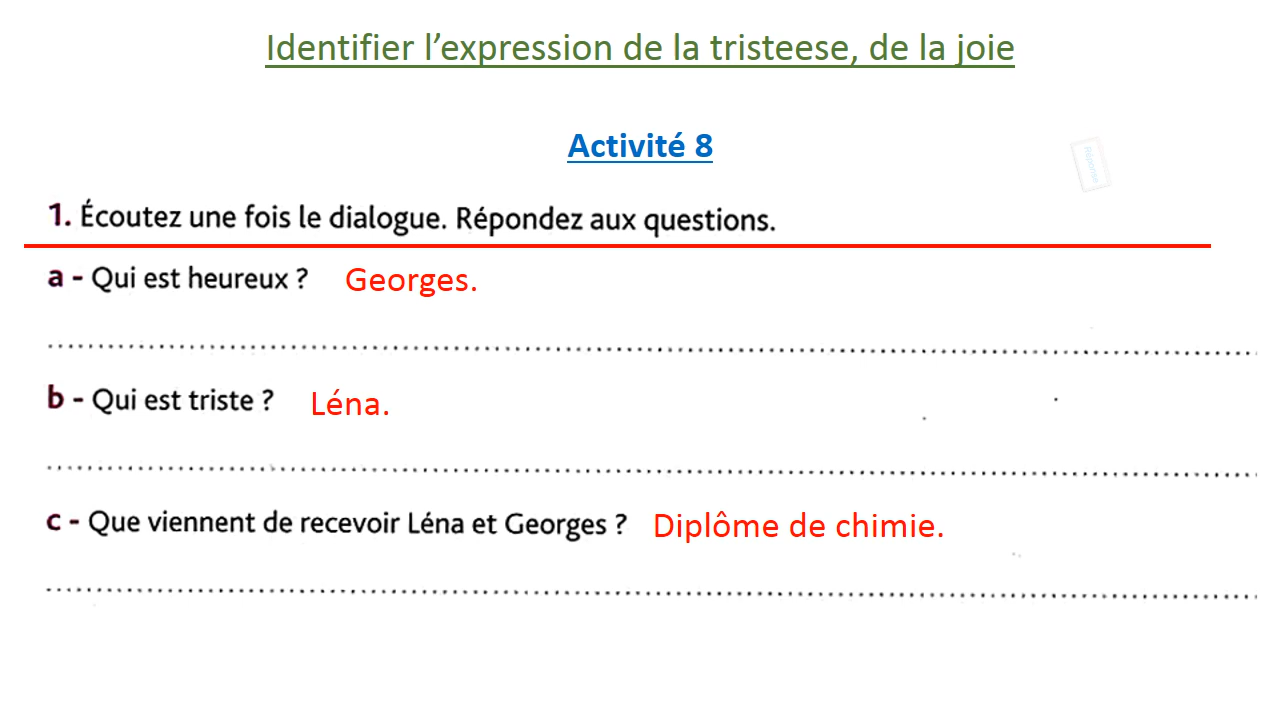 Identifier l’expression de la tristeese, de la joie
Activité 8
Réponse
1. Écoutez une fois le dialogue. Répondez aux questions.
a - Qui est heureux ? Georges.
b - Qui est triste ? Léna.
c - Que viennent de recevoir Léna et Georges ? Diplôme de chimie.